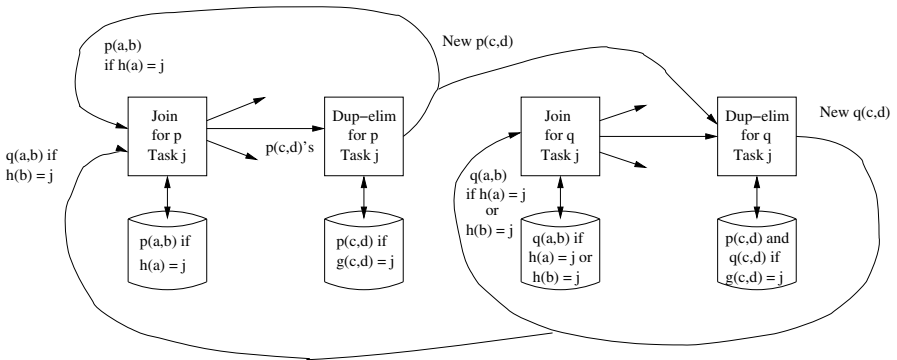 p(a,b)
if h(a) = j
New p(c,d)
Join
for p
Task j
Dup−elim
for p
Task j
p(c,d)'s
Join
for q
Task j
Dup−elim
for q
Task j
New q(c,d)
q(a,b) if
h(b) = j
q(a,b)
if h(a) = j
or
h(b) = j
p(a,b) if
h(a) = j
p(c,d) if
g(c,d) = j
q(a,b) if
h(a) = j or
h(b) = j
p(c,d) and
q(c,d) if
g(c,d) = j